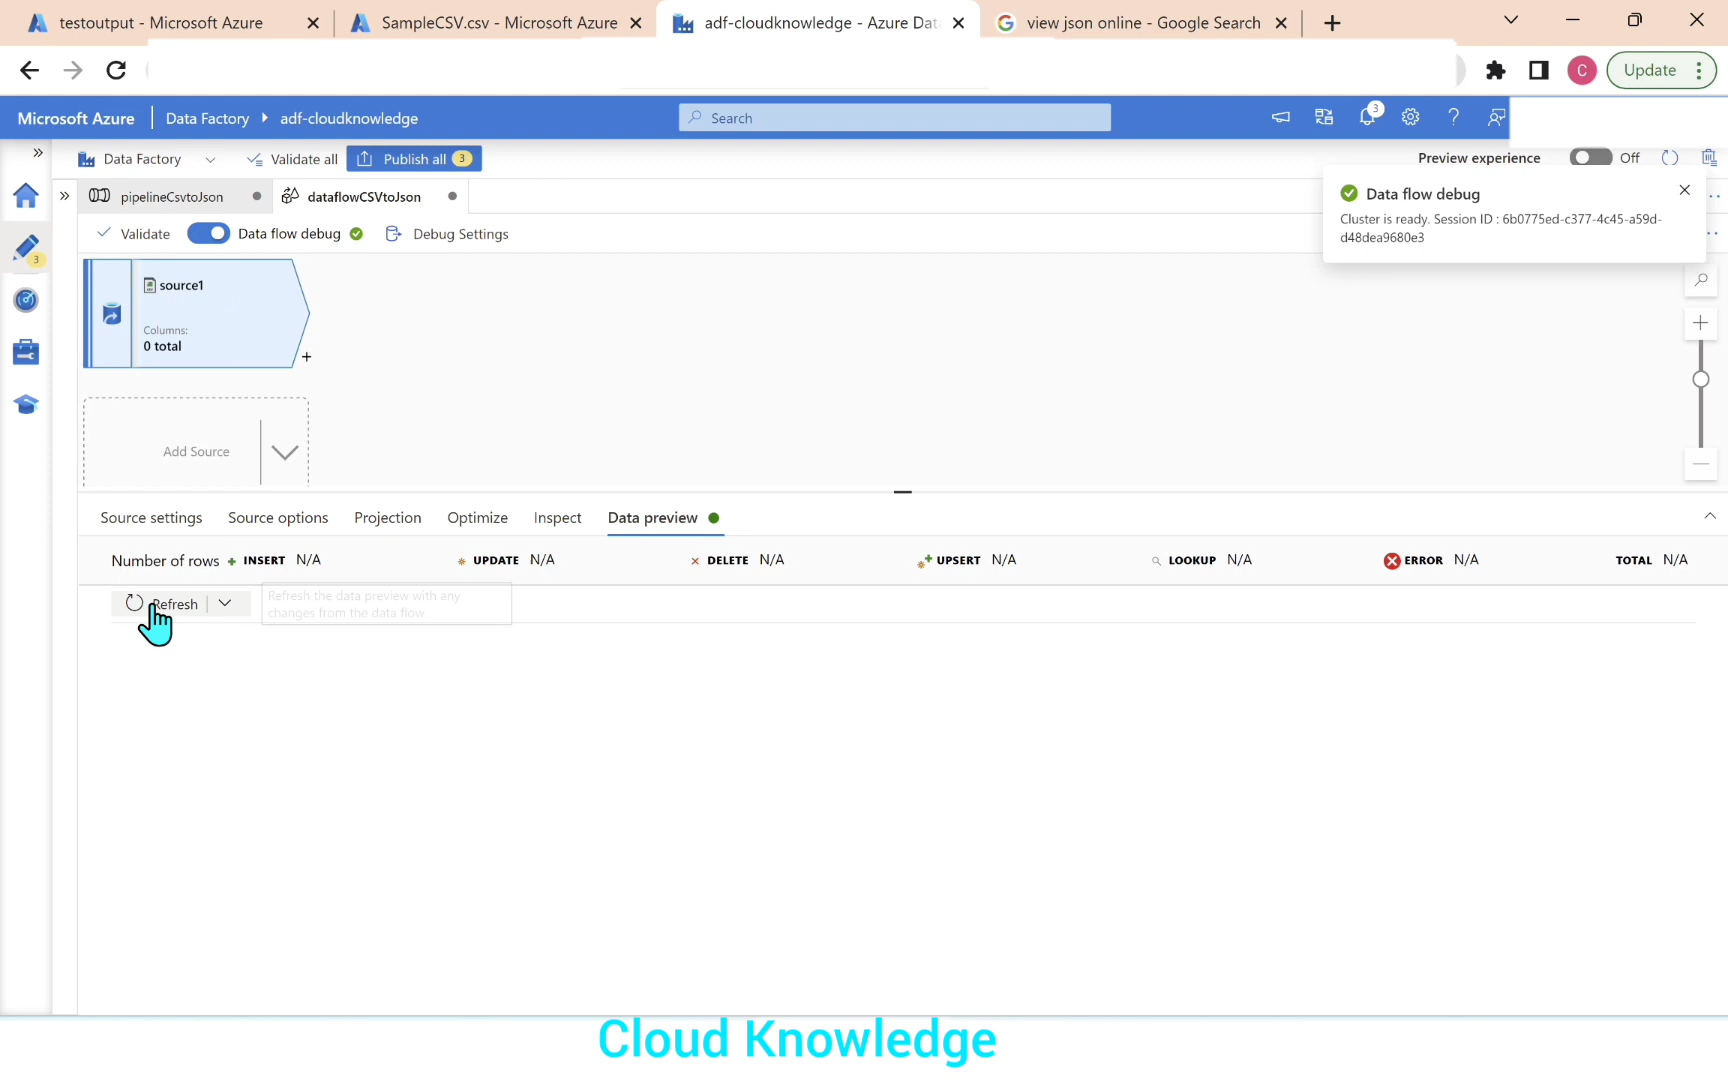 testoutput - Microsoft Azure
SampleCSV.csv - Microsoft Azure
adf-cloudknowledge - Azure Dat
view json online - Google Search
C
Update
Microsoft Azure
Data Factory
adf-cloudknowledge
Search
3
Data Factory
Validate all
Publish all
3
Preview experience
Off
pipelineCsvtoJson
dataflowCSVtoJson
3
Validate
Data flow debug
Debug Settings
Data flow debug
Cluster is ready. Session ID : 6b0775ed-c377-4c45-a59d-
d48dea9680e3
source1
Columns:
0 total
Add Source
Source settings
Source options
Projection
Optimize
Inspect
Data preview
Number of rows
INSERT N/A
UPDATE N/A
DELETE N/A
UPSERT N/A
LOOKUP N/A
ERROR N/A
TOTAL N/A
Refresh
Refresh the data preview with any
changes from the data flow
Cloud Knowledge